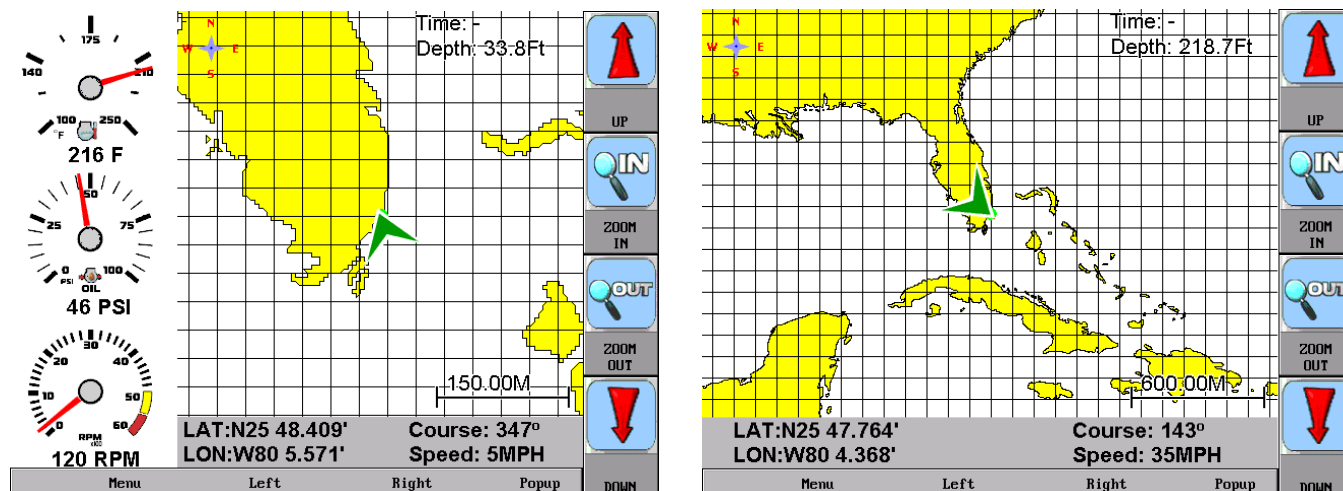 175
140
210
100
250
°F
216 F
50
25
75
0
100
PSI
OIL
46 PSI
30
20
40
10
50
0
60
RPM
x100
120 RPM
N
W E
S
Time: -
Depth: 33.8Ft
150.00M
LAT:N25 48.409' Course: 347º
LON:W80 5.571' Speed: 5MPH
UP
IN
ZOOM
IN
OUT
ZOOM
OUT
DOWN
Menu Left Right Popup
N
W E
S
Time: -
Depth: 218.7Ft
600.00M
LAT:N25 47.764' Course: 143º
LON:W80 4.368' Speed: 35MPH
UP
IN
ZOOM
IN
OUT
ZOOM
OUT
DOWN
Menu Left Right Popup